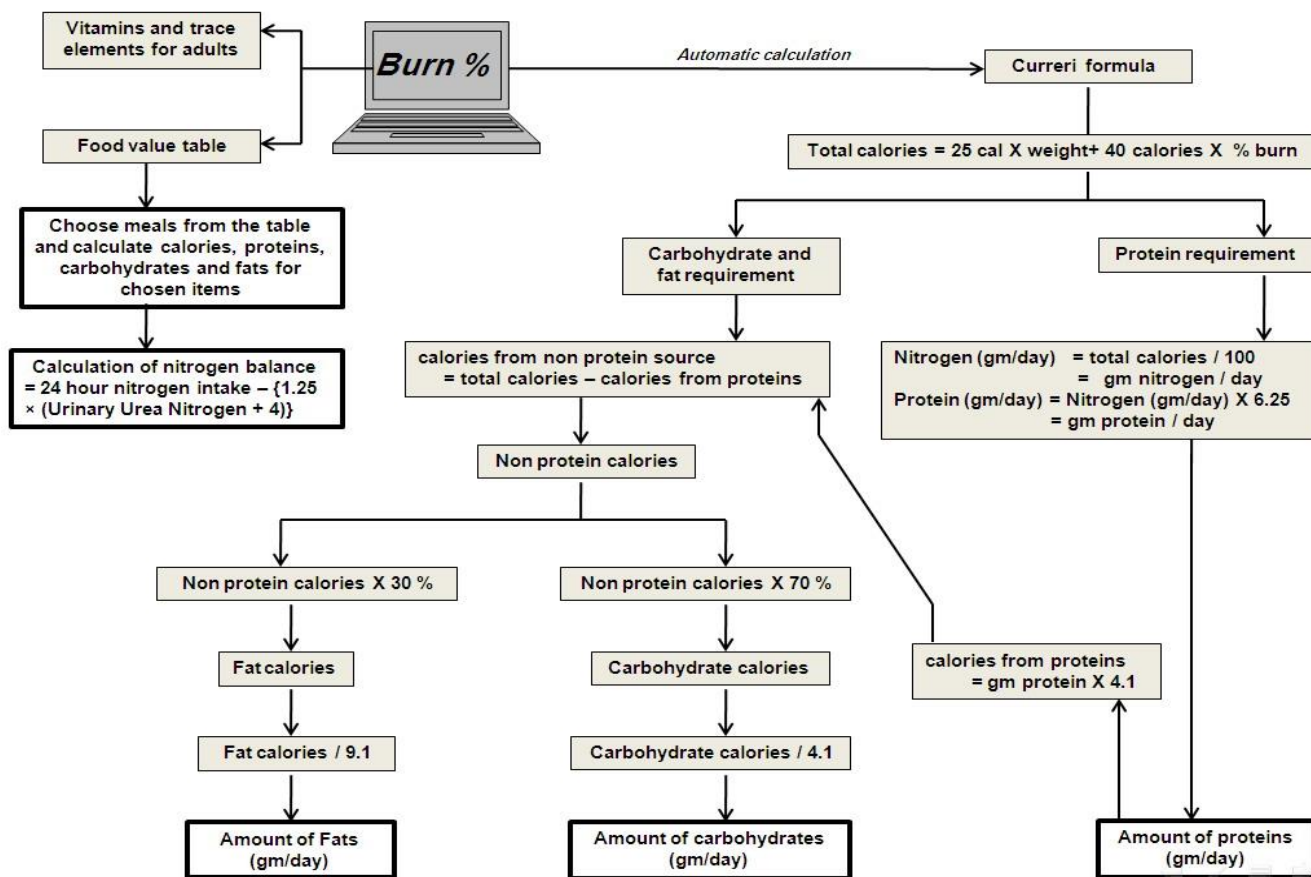 Vitamins and trace
elements for adults
Burn %
Automatic calculation
Curreri formula
Food value table
Total calories = 25 cal X weight+ 40 calories X % burn
Choose meals from the table
and calculate calories, proteins,
carbohydrates and fats for
chosen items
Carbohydrate and
fat requirement
Protein requirement
Calculation of nitrogen balance
= 24 hour nitrogen intake – {1.25
× (Urinary Urea Nitrogen + 4)}
calories from non protein source
= total calories – calories from proteins
Nitrogen (gm/day) = total calories / 100
= gm nitrogen / day
Protein (gm/day) = Nitrogen (gm/day) X 6.25
= gm protein / day
Non protein calories
Non protein calories X 30 %
Non protein calories X 70 %
Fat calories
Carbohydrate calories
calories from proteins
= gm protein X 4.1
Fat calories / 9.1
Carbohydrate calories / 4.1
Amount of Fats
(gm/day)
Amount of carbohydrates
(gm/day)
Amount of proteins
(gm/day)